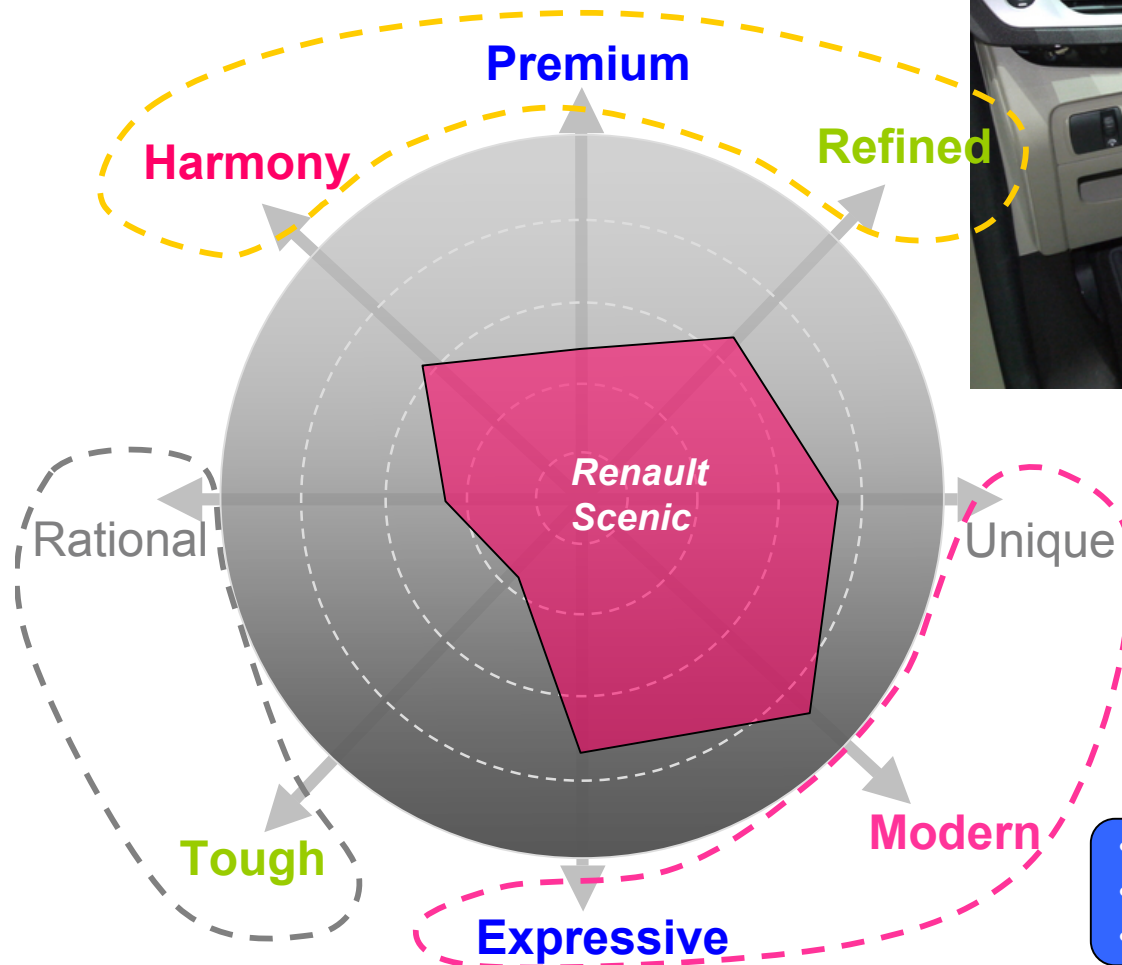 Premium
Harmony
Refined
Renault
Scenic
Rational
Unique
Tough
Modern
Expressive